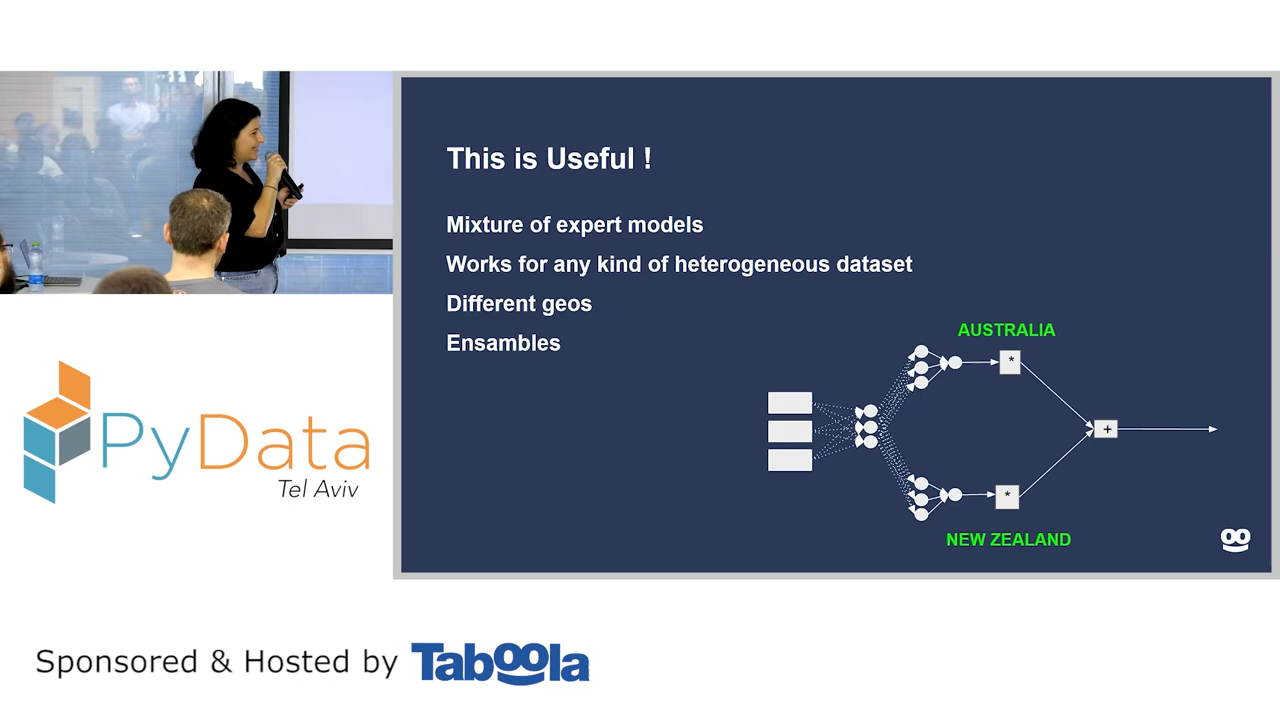 This is Useful !
Mixture of expert models
Works for any kind of heterogeneous dataset
Different geos
Ensambles
AUSTRALIA
*
+
*
NEW ZEALAND
PyData
Tel Aviv
Sponsored & Hosted by Taboola